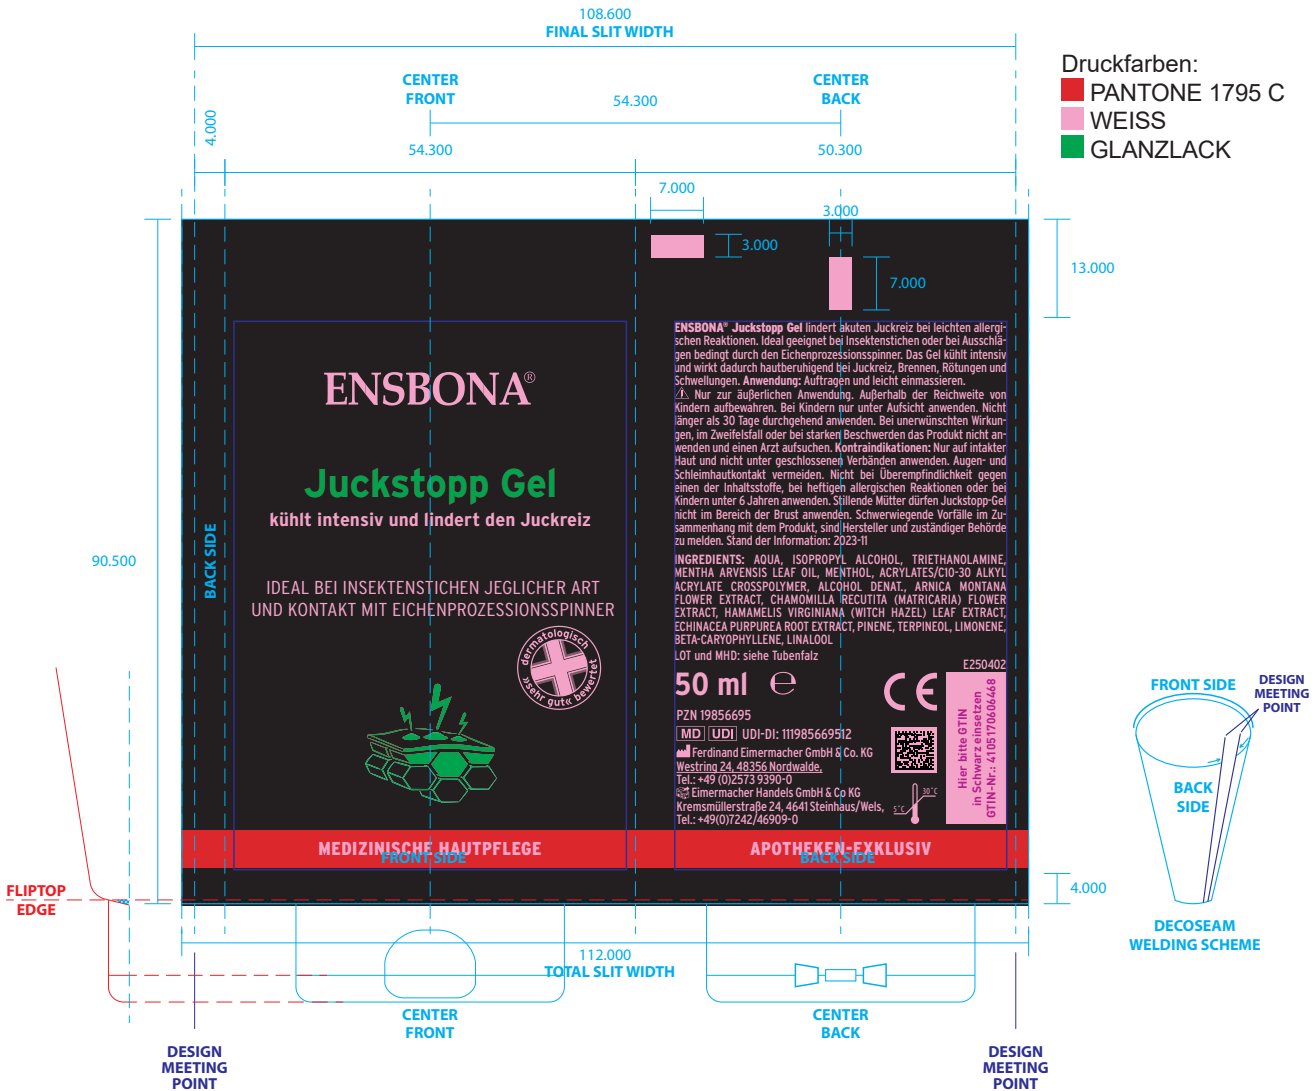 108.600
FINAL SLIT WIDTH
Druckfarben:
PANTONE 1795 C
WEISS
GLANZLACK
CENTER
FRONT
CENTER
BACK
54.300
4.000
54.300
50.300
7.000
3.000
3.000
7.000
13.000
90.500
BACK SIDE
ENSBONA®
Juckstopp Gel
kühlt intensiv und lindert den Juckreiz
IDEAL BEI INSEKTENSTICHEN JEGLICHER ART
UND KONTAKT MIT EICHENPROZESSIONSSPINNER
dermatologisch
»sehr gut« bewertet
MEDIZINISCHE HAUTPFLEGE
FRONT SIDE
ENSBONA® Juckstopp Gel lindert akuten Juckreiz bei leichten allergi-
schen Reaktionen. Ideal geeignet bei Insektenstichen oder bei Ausschlä-
gen bedingt durch den Eichenprozessionsspinner. Das Gel kühlt intensiv
und wirkt dadurch hautberuhigend bei Juckreiz, Brennen, Rötungen und
Schwellungen. Anwendung: Auftragen und leicht einmassieren.
⚠ Nur zur äußerlichen Anwendung. Außerhalb der Reichweite von
Kindern aufbewahren. Bei Kindern nur unter Aufsicht anwenden. Nicht
länger als 30 Tage durchgehend anwenden. Bei unerwünschten Wirkun-
gen, im Zweifelsfall oder bei starken Beschwerden das Produkt nicht an-
wenden und einen Arzt aufsuchen. Kontraindikationen: Nur auf intakter
Haut und nicht unter geschlossenen Verbänden anwenden. Augen- und
Schleimhautkontakt vermeiden. Nicht bei Überempfindlichkeit gegen
einen der Inhaltsstoffe, bei heftigen allergischen Reaktionen oder bei
Kindern unter 6 Jahren anwenden. Stillende Mütter dürfen Juckstopp-Gel
nicht im Bereich der Brust anwenden. Schwerwiegende Vorfälle im Zu-
sammenhang mit dem Produkt, sind Hersteller und zuständiger Behörde
zu melden. Stand der Information: 2023-11
INGREDIENTS: AQUA, ISOPROPYL ALCOHOL, TRIETHANOLAMINE,
MENTHA ARVENSIS LEAF OIL, MENTHOL, ACRYLATES/C10-30 ALKYL
ACRYLATE CROSSPOLYMER, ALCOHOL DENAT., ARNICA MONTANA
FLOWER EXTRACT, CHAMOMILLA RECUTITA (MATRICARIA) FLOWER
EXTRACT, HAMAMELIS VIRGINIANA (WITCH HAZEL) LEAF EXTRACT,
ECHINACEA PURPUREA ROOT EXTRACT, PINENE, TERPINEOL, LIMONENE,
BETA-CARYOPHYLLENE, LINALOOL
LOT und MHD: siehe Tubenfalz
E250402
50 ml ℮
CE
PZN 19856695
MD UDI UDI-DI: 111985669512
Ferdinand Eimermacher GmbH & Co. KG
Westring 24, 48356 Nordwalde,
Tel.: +49 (0)2573 9390-0
Eimermacher Handels GmbH & Co KG
Kremsmüllerstraße 24, 4641 Steinhaus/Wels,
Tel.: +49(0)7242/46909-0
30°C
5°C
Hier bitte GTIN
in Schwarz einsetzen
GTIN-Nr.: 4105170606468
APOTHEKEN-EXKLUSIV
BACK SIDE
4.000
FLIPTOP
EDGE
112.000
TOTAL SLIT WIDTH
CENTER
FRONT
CENTER
BACK
DESIGN
MEETING
POINT
DESIGN
MEETING
POINT
FRONT SIDE
DESIGN
MEETING
POINT
BACK
SIDE
DECOSEAM
WELDING SCHEME